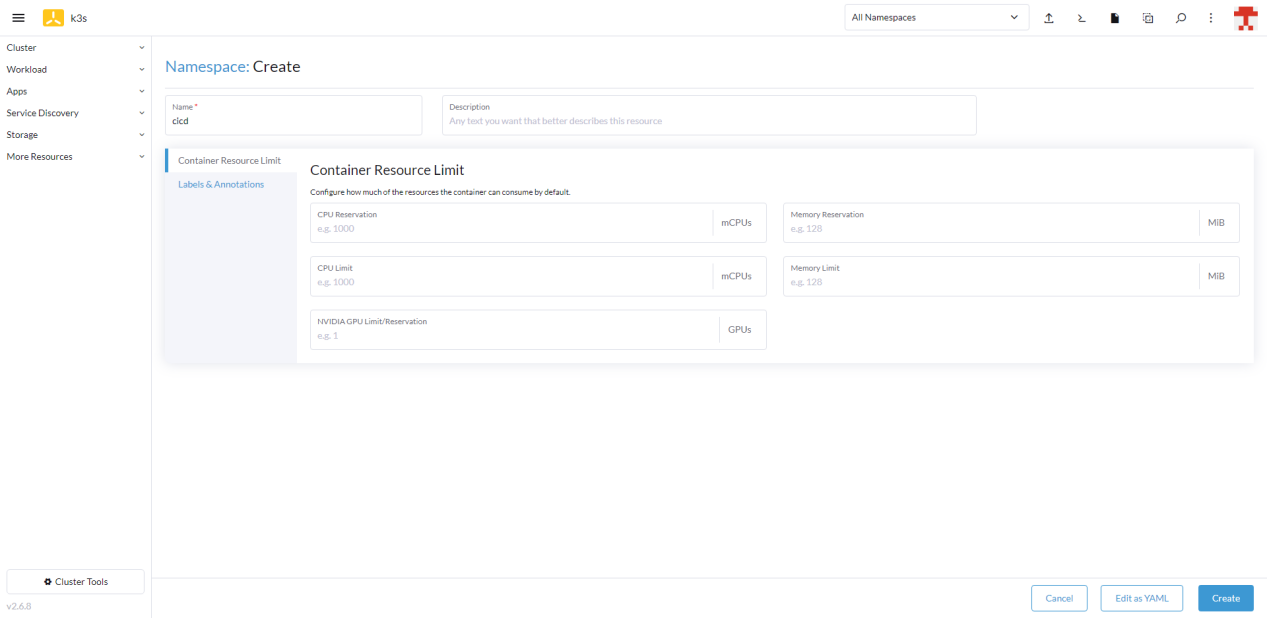 k3s
All Namespaces
Cluster
Workload
Apps
Service Discovery
Storage
More Resources
Namespace: Create
Name *
cicd
Description
Any text you want that better describes this resource
Container Resource Limit
Labels & Annotations
Container Resource Limit
Configure how much of the resources the container can consume by default.
CPU Reservation
e.g. 1000
mCPUs
Memory Reservation
e.g. 128
MiB
CPU Limit
e.g. 1000
mCPUs
Memory Limit
e.g. 128
MiB
NVIDIA GPU Limit/Reservation
e.g. 1
GPUs
Cluster Tools
v2.6.8
Cancel
Edit as YAML
Create